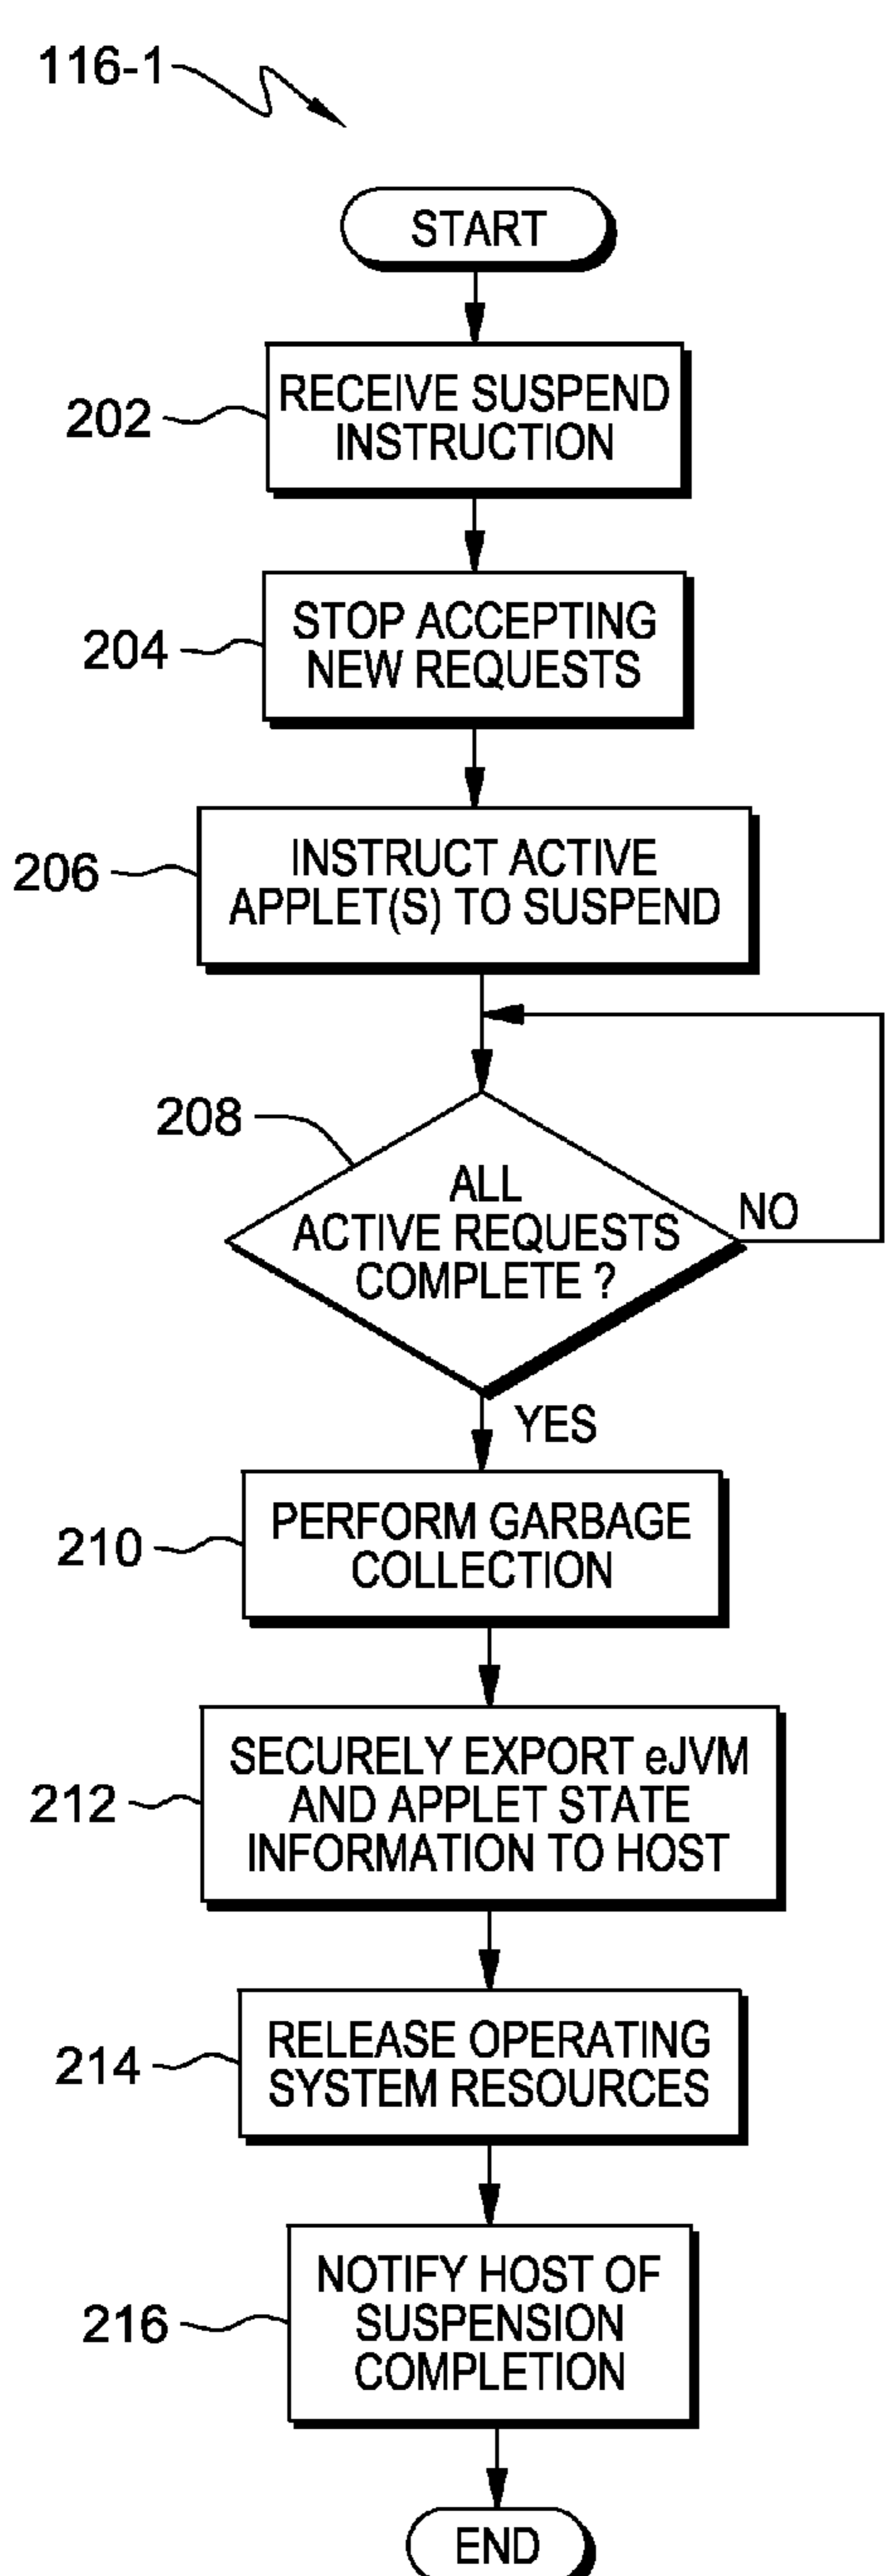 116-1
START
202
RECEIVE SUSPEND
INSTRUCTION
204
STOP ACCEPTING
NEW REQUESTS
206
INSTRUCT ACTIVE
APPLET(S) TO SUSPEND
208
ALL
ACTIVE REQUESTS
COMPLETE ?
NO
YES
210
PERFORM GARBAGE
COLLECTION
212
SECURELY EXPORT eJVM
AND APPLET STATE
INFORMATION TO HOST
214
RELEASE OPERATING
SYSTEM RESOURCES
216
NOTIFY HOST OF
SUSPENSION
COMPLETION
END